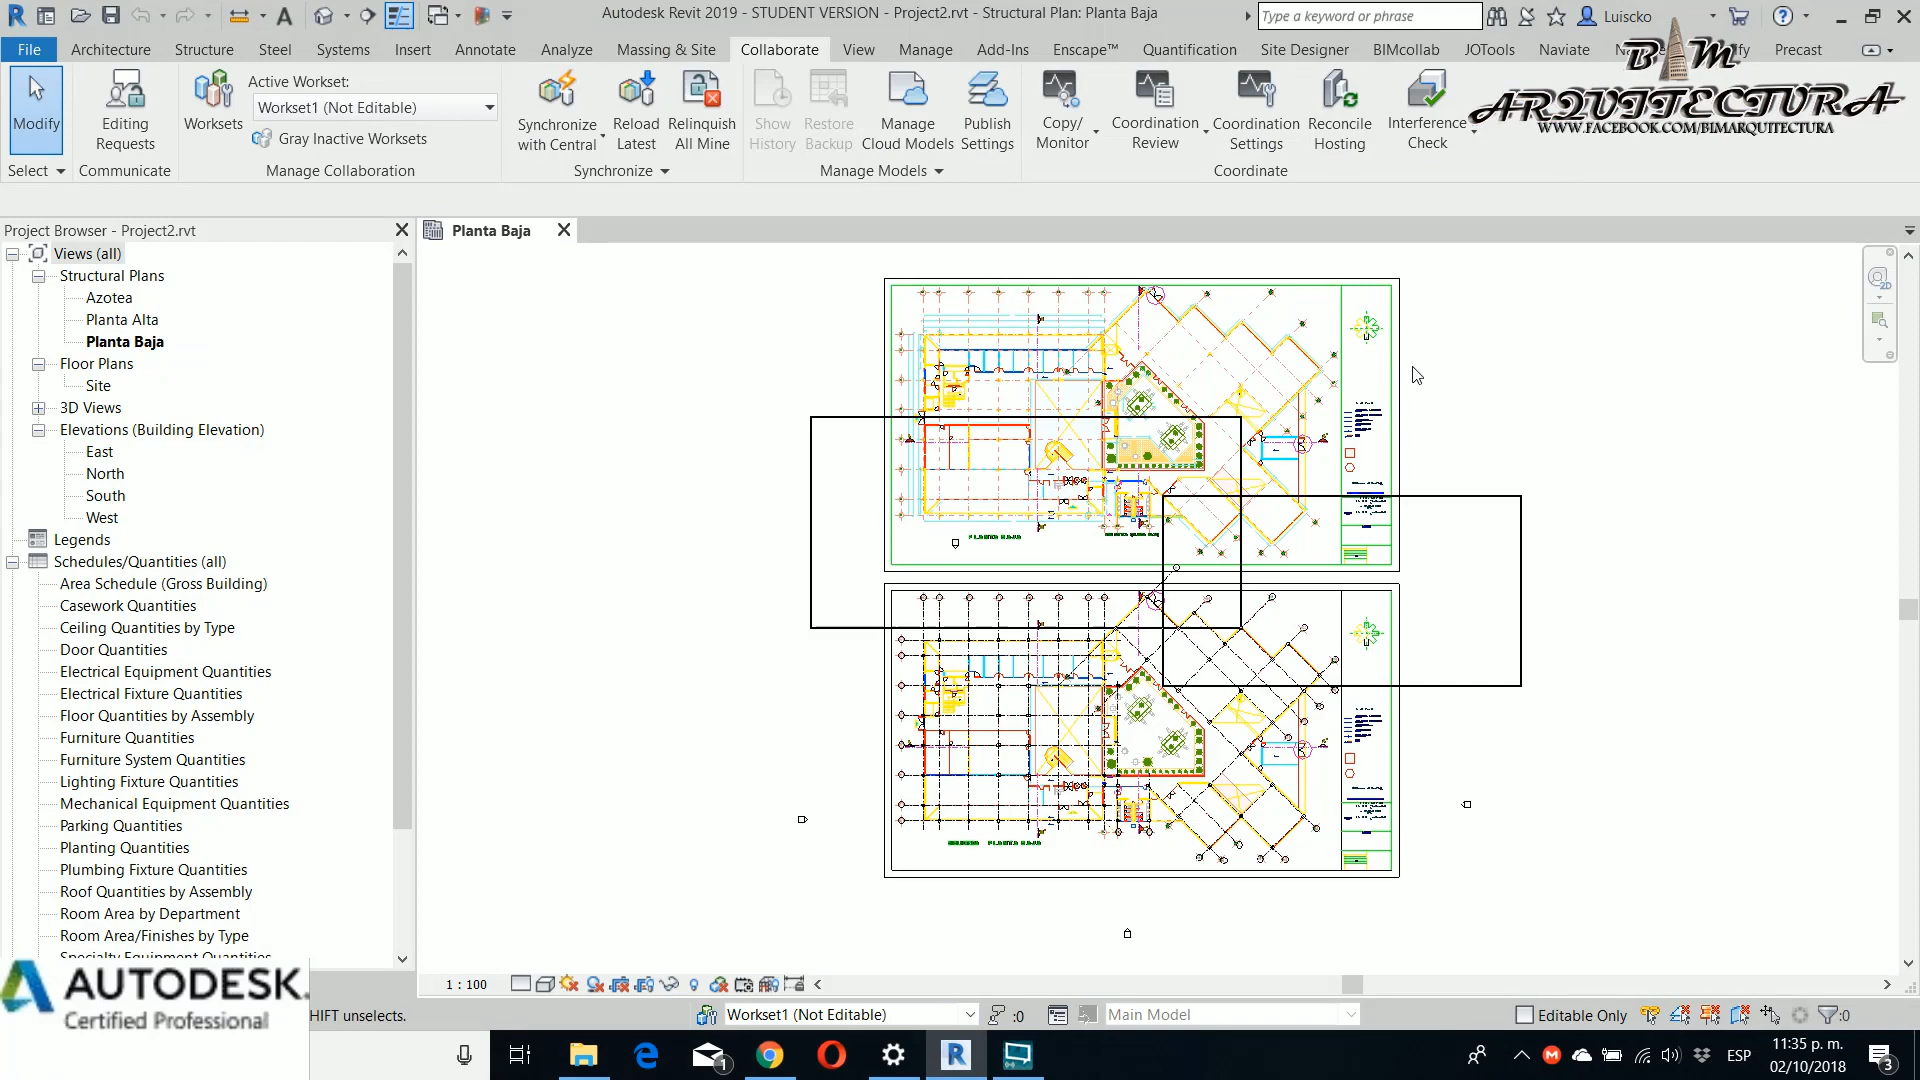 Autodesk Revit 2019 - STUDENT VERSION - Project2.rvt - Structural Plan: Planta Baja
Type a keyword or phrase
Luiscko
File Architecture Structure Steel Systems Insert Annotate Analyze Massing & Site Collaborate View Manage Add-Ins Enscape™ Quantification Site Designer BIMcollab JOTools Naviate Precast
BIM
ARQUITECTURA
WWW.FACEBOOK.COM/BIMARQUITECTURA
Modify
Editing Requests
Worksets
Active Workset:
Workset1 (Not Editable)
Gray Inactive Worksets
Synchronize with Central
Reload Latest
Relinquish All Mine
Show History
Restore Backup
Manage Cloud Models
Publish Settings
Copy/ Monitor
Coordination Review
Coordination Settings
Reconcile Hosting
Interference Check
Select Communicate Manage Collaboration Synchronize Manage Models Coordinate
Project Browser - Project2.rvt
Planta Baja
Views (all)
Structural Plans
Azotea
Planta Alta
Planta Baja
Floor Plans
Site
3D Views
Elevations (Building Elevation)
East
North
South
West
Legends
Schedules/Quantities (all)
Area Schedule (Gross Building)
Casework Quantities
Ceiling Quantities by Type
Door Quantities
Electrical Equipment Quantities
Electrical Fixture Quantities
Floor Quantities by Assembly
Furniture Quantities
Furniture System Quantities
Lighting Fixture Quantities
Mechanical Equipment Quantities
Parking Quantities
Planting Quantities
Plumbing Fixture Quantities
Roof Quantities by Assembly
Room Area by Department
Room Area/Finishes by Type
Specialty Equipment Quantities
PLANTA BAJA
PLANTA BAJA
1 : 100
AUTODESK.
Certified Professional
HIFT unselects.
Workset1 (Not Editable)
:0
Main Model
Editable Only
:0
1
ESP
11:35 p. m.
02/10/2018
3